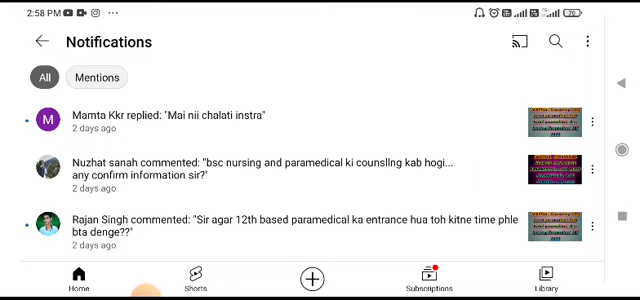 2:58 PM
70
Notifications
All
Mentions
M
Mamta Kkr replied: "Mai nii chalati instra"
2 days ago
Nuzhat sanah commented: "bsc nursing and paramedical ki counsllng kab hogi...
any confirm information sir?"
2 days ago
Rajan Singh commented: "Sir agar 12th based paramedical ka entrance hua toh kitne time phle
bta denge??"
2 days ago
Home
Shorts
Subscriptions
Library